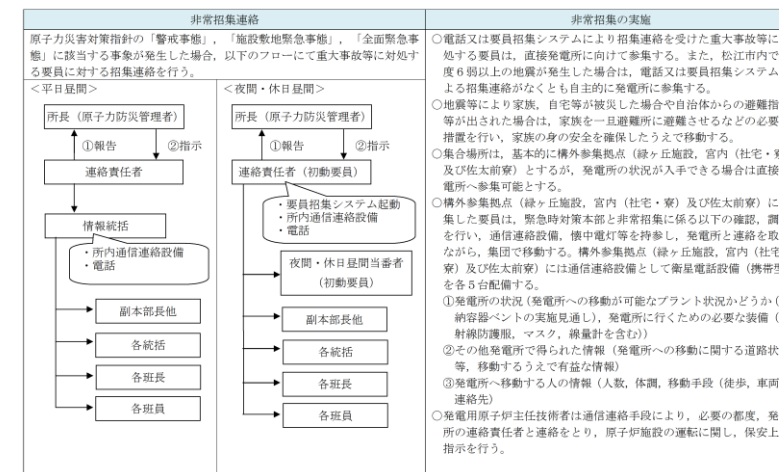 非常招集連絡
原子力災害対策指針の「警戒事態」，「施設敷地緊急事態」，「全面緊急事
態」に該当する事象が発生した場合，以下のフローにて重大事故等に対処す
る要員に対する招集連絡を行う。
＜平日昼間＞
所長（原子力防災管理者）
①報告
②指示
連絡責任者
情報統括
・所内通信連絡設備
・電話
副本部長他
各統括
各班長
各班員
＜夜間・休日昼間＞
所長（原子力防災管理者）
①報告
②指示
連絡責任者（初動要員）
・要員招集システム起動
・所内通信連絡設備
・電話
夜間・休日昼間当番者
（初動要員）
副本部長他
各統括
各班長
各班員
非常招集の実施
○電話又は要員招集システムにより招集連絡を受けた重大事故等に
処する要員は，直接発電所に向けて参集する。また，松江市内で
度６弱以上の地震が発生した場合は，電話又は要員招集システム
よる招集連絡がなくとも自主的に発電所に参集する。
○地震等により家族，自宅等が被災した場合や自治体からの避難指
等が出された場合は，家族を一旦避難所に避難させるなどの必要
措置を行い，家族の身の安全を確保したうえで移動する。
○集合場所は，基本的に構外参集拠点（緑ヶ丘施設，宮内（社宅・
及び佐太前寮）とするが，発電所の状況が入手できる場合は直接
電所へ参集可能とする。
○構外参集拠点（緑ヶ丘施設，宮内（社宅・寮）及び佐太前寮）に
集した要員は，緊急時対策本部と非常招集に係る以下の確認，調
を行い，通信連絡設備，懐中電灯等を持参し，発電所と連絡を取
ながら，集団で移動する。構外参集拠点（緑ヶ丘施設，宮内（社宅
寮）及び佐太前寮）には通信連絡設備として衛星電話設備（携帯型
を各５台配備する。
①発電所の状況（発電所への移動が可能なプラント状況かどうか（
納容器ベントの実施見通し），発電所に行くための必要な装備（
射線防護服，マスク，線量計を含む））
②その他発電所で得られた情報（発電所への移動に関する道路状
等，移動するうえで有益な情報）
③発電所へ移動する人の情報（人数，体調，移動手段（徒歩，車両
連絡先）
○発電用原子炉主任技術者は通信連絡手段により，必要の都度，発
所の連絡責任者と連絡をとり，原子炉施設の運転に関し，保安上
指示を行う。